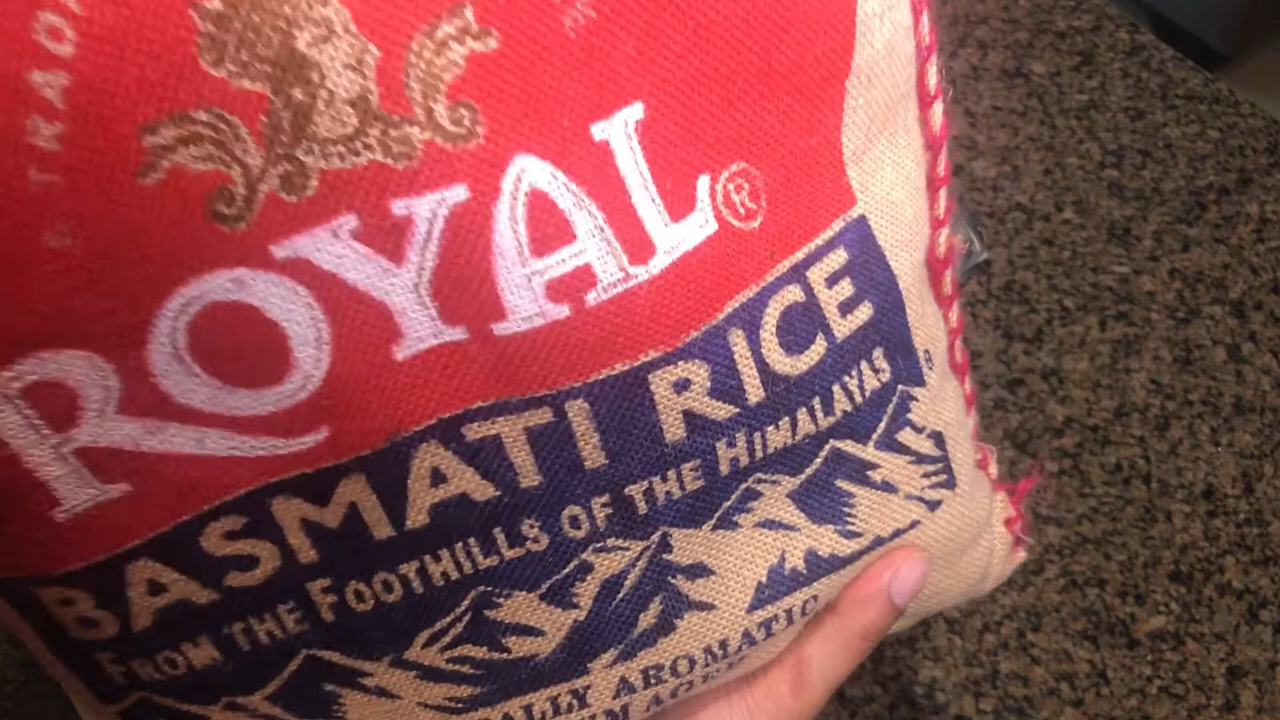 ROYAL®
BASMATI RICE
FROM THE FOOTHILLS OF THE HIMALAYAS
AROMATIC